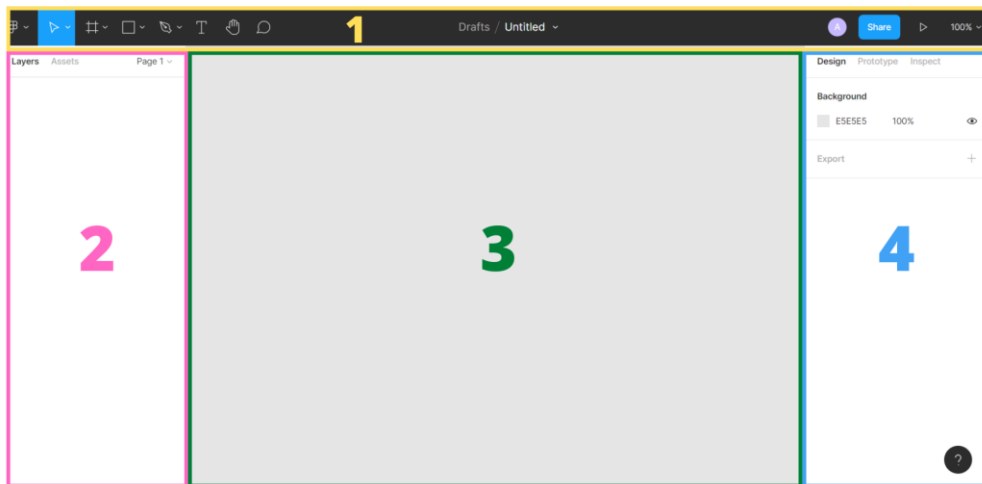 1 Drafts / Untitled A Share 100%
Layers Assets Page 1
Design Prototype Inspect
Background
E5E5E5 100%
Export
2 3 4
?